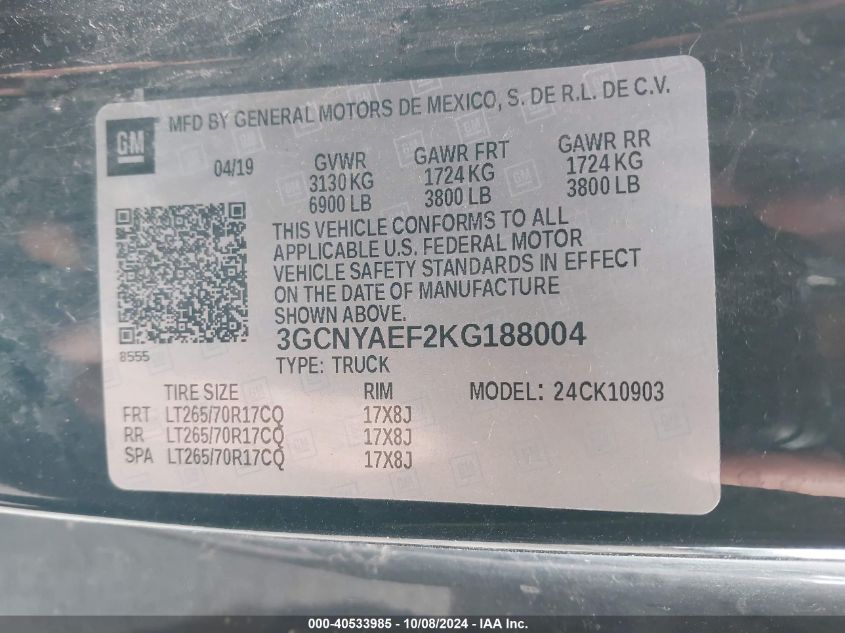 GM
MFD BY GENERAL MOTORS DE MEXICO, S. DE R.L. DE C.V.
04/19
GVWR GAWR FRT GAWR RR
3130 KG 1724 KG 1724 KG
6900 LB 3800 LB 3800 LB
THIS VEHICLE CONFORMS TO ALL
APPLICABLE U.S. FEDERAL MOTOR
VEHICLE SAFETY STANDARDS IN EFFECT
ON THE DATE OF MANUFACTURE
SHOWN ABOVE.
8555
3GCNYAEF2KG188004
TYPE: TRUCK
TIRE SIZE RIM MODEL: 24CK10903
FRT LT265/70R17CQ 17X8J
RR LT265/70R17CQ 17X8J
SPA LT265/70R17CQ 17X8J
000-40533985 - 10/08/2024 - IAA Inc.